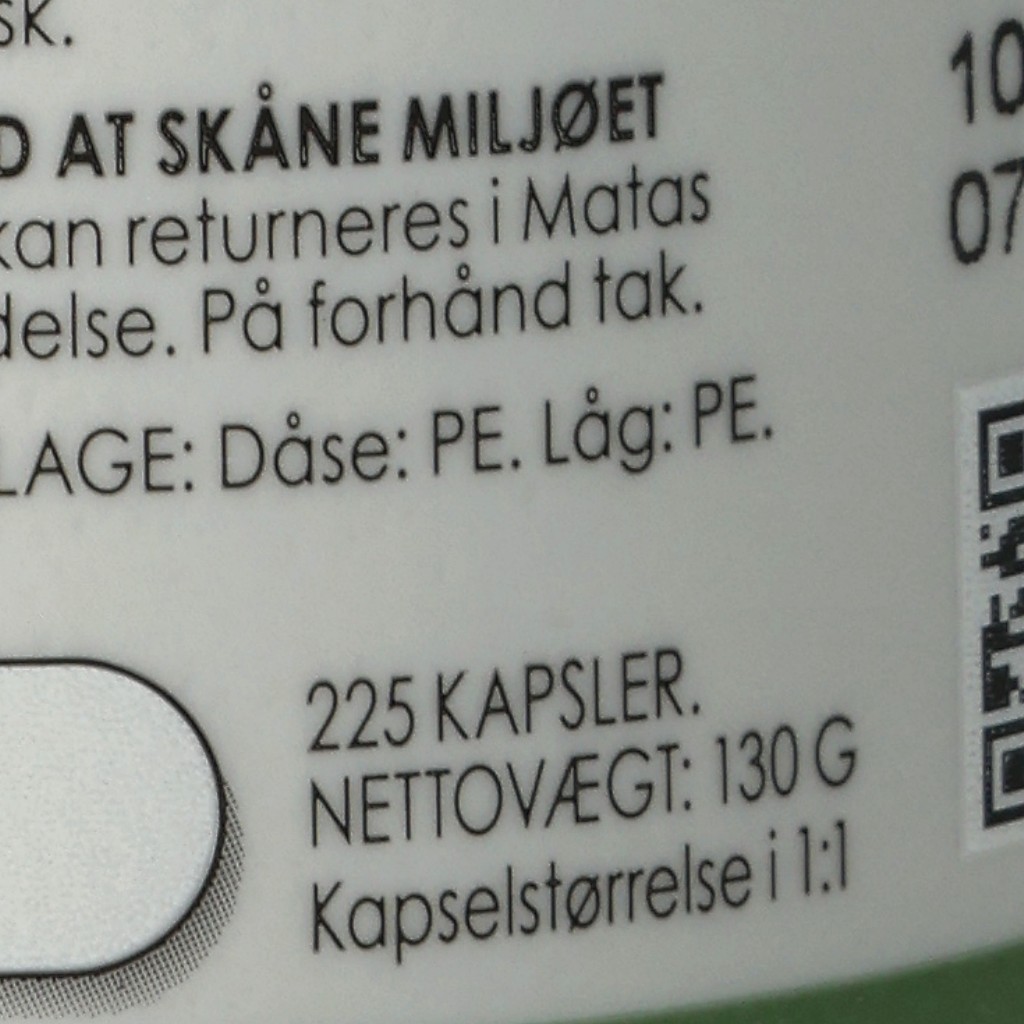 sk.
D AT SKÅNE MILJØET
kan returneres i Matas
delse. På forhånd tak.
LAGE: Dåse: PE. Låg: PE.
225 KAPSLER.
NETTOVÆGT: 130 G
Kapselstørrelse i 1:1
10
07